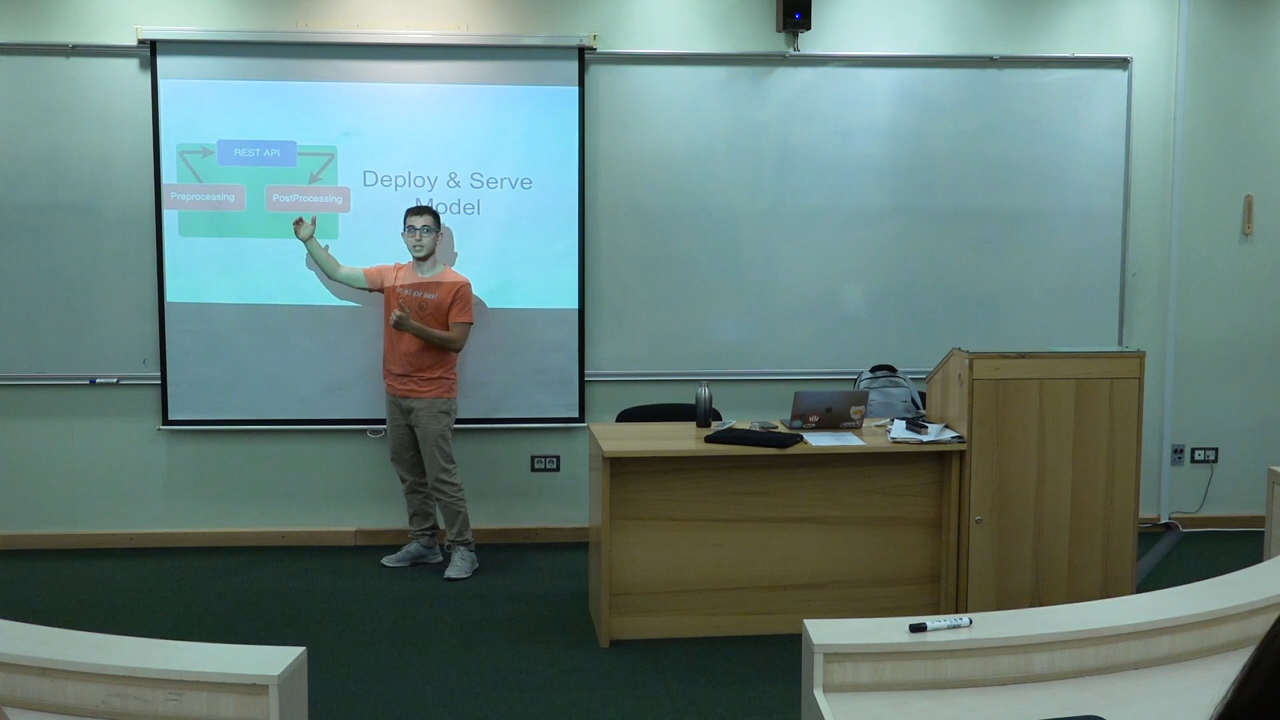 REST API
Preprocessing
PostProcessing
Deploy & Serve
Model